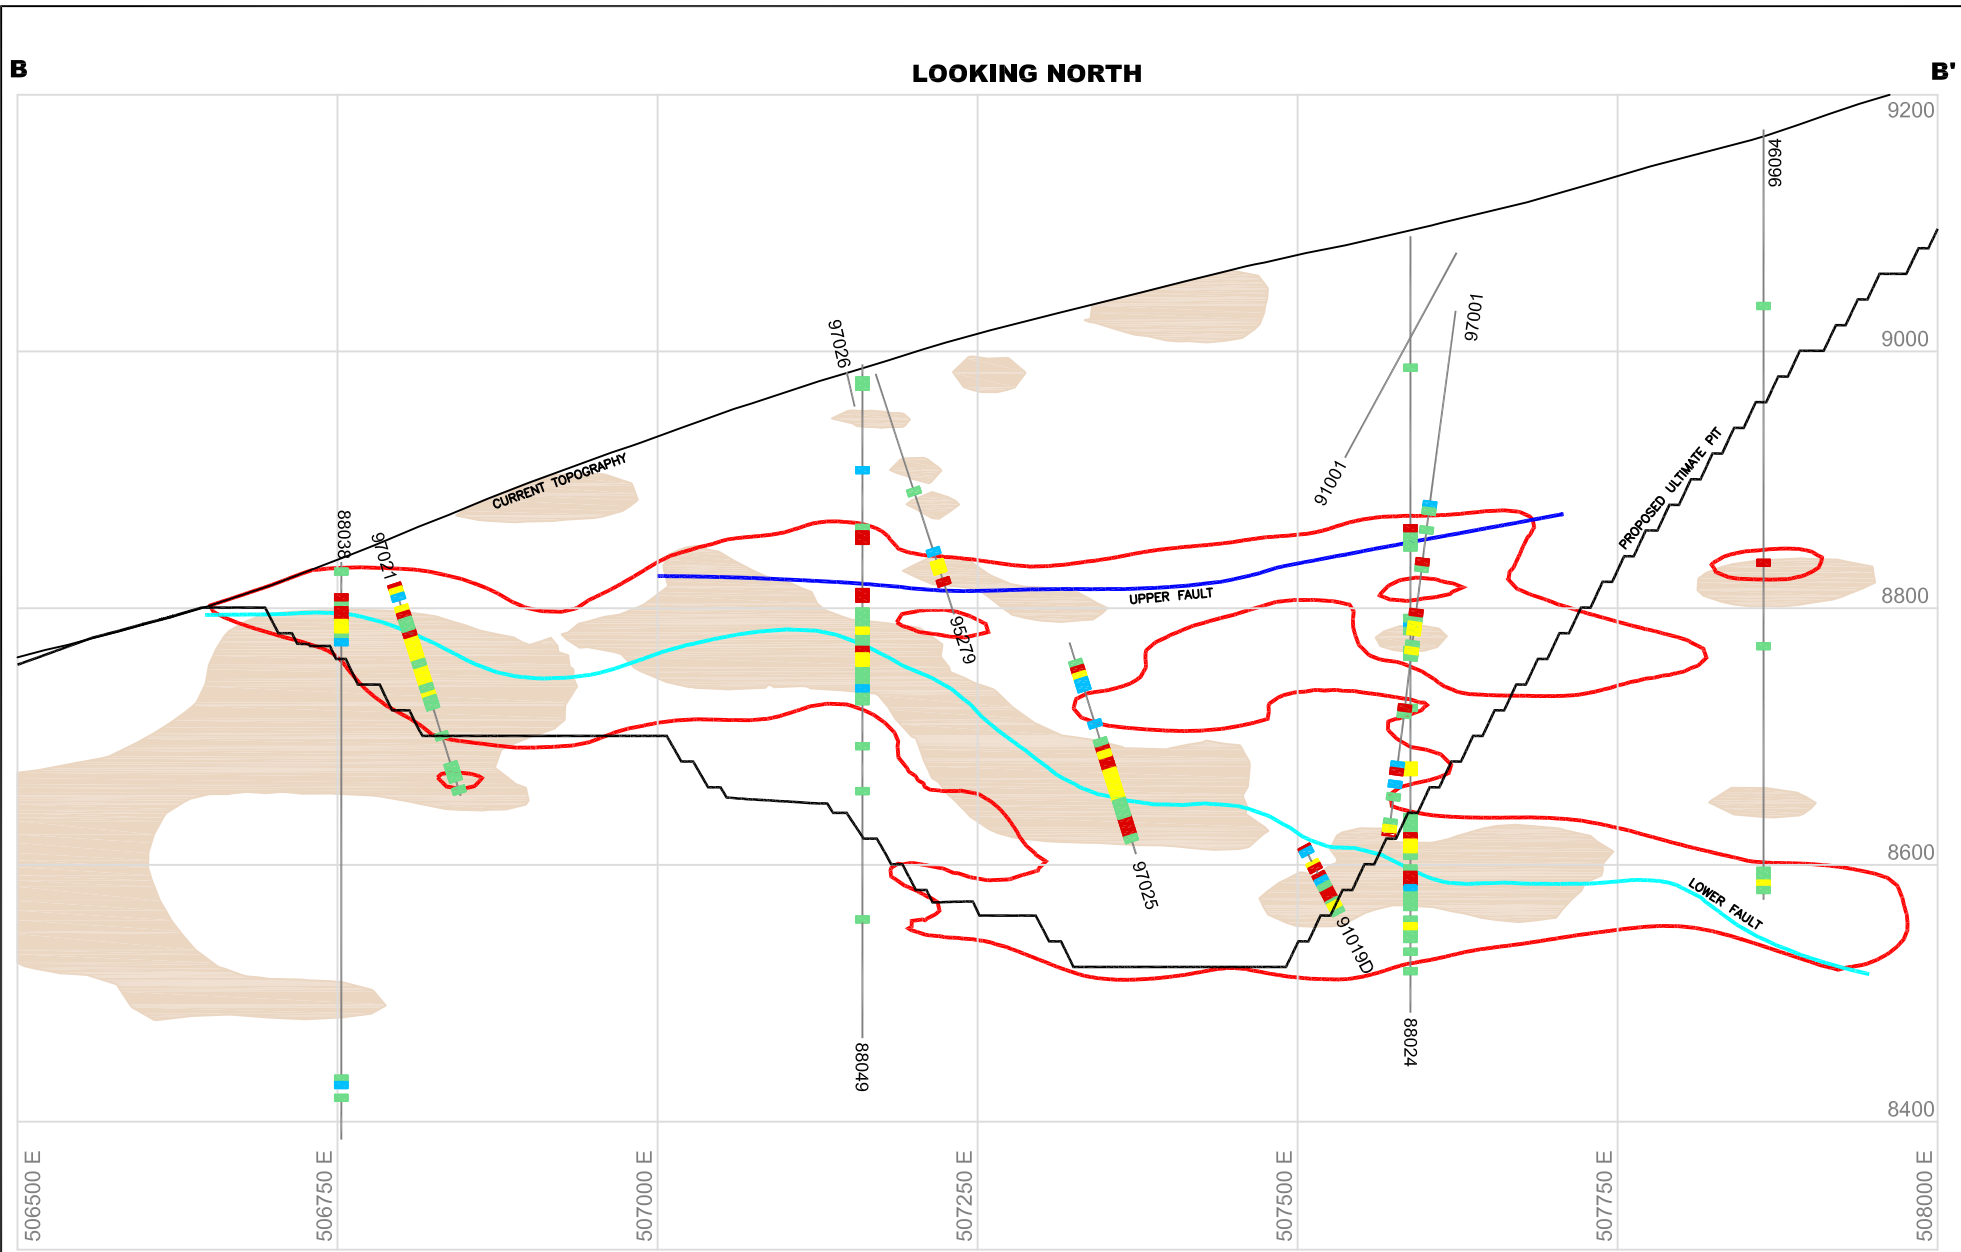 B
LOOKING NORTH
B'
9200
96094
9000
97001
97026
91001
CURRENT TOPOGRAPHY
PROPOSED ULTIMATE PIT
88038
97021
UPPER FAULT
8800
95279
97025
8600
LOWER FAULT
91019D
88049
88024
8400
506500 E
506750 E
507000 E
507250 E
507500 E
507750 E
508000 E